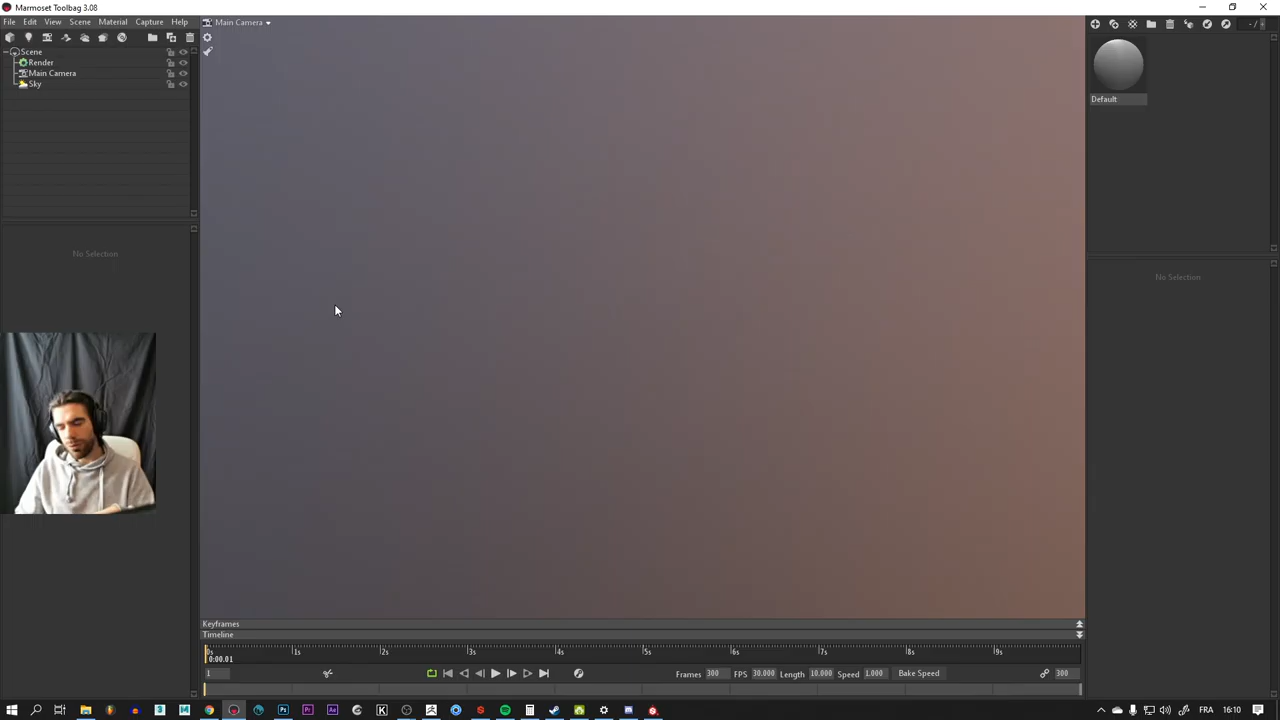 Marmoset Toolbag 3.08
File Edit View Scene Material Capture Help
Main Camera
Scene
Render
Main Camera
Sky
Default
No Selection
No Selection
Keyframes
Timeline
0s 1s 2s 3s 4s 5s 6s 7s 8s 9s
0:00.01
1 Frames 300 FPS 30.000 Length 10.000 Speed 1.000 Bake Speed 300
FRA 16:10